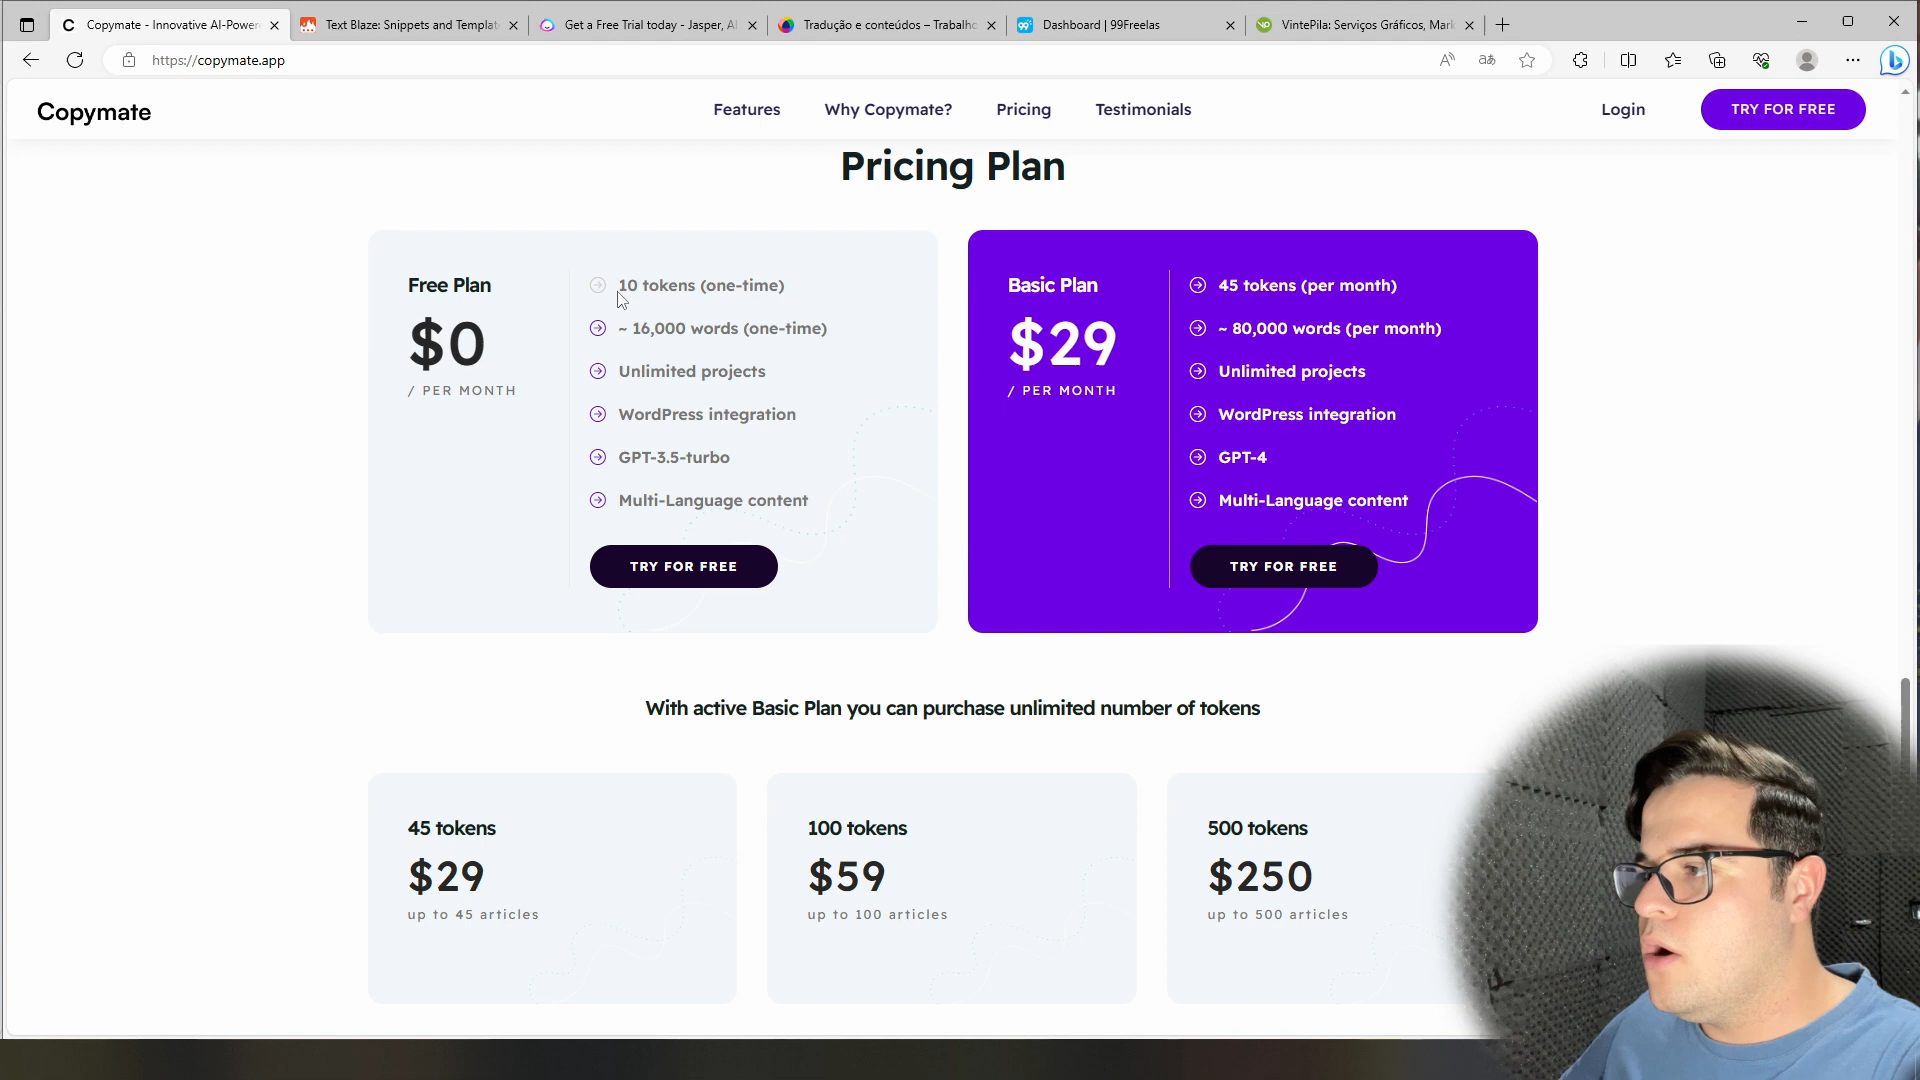 Copymate - Innovative AI-Power
Text Blaze: Snippets and Templat
Get a Free Trial today - Jasper, AI
Tradução e conteúdos – Trabalho
99
Dashboard | 99Freelas
VP
VintePila: Serviços Gráficos, Mark
https://copymate.app
Copymate
Features
Why Copymate?
Pricing
Testimonials
Login
TRY FOR FREE
Pricing Plan
Free Plan
$0
/ PER MONTH
10 tokens (one-time)
~ 16,000 words (one-time)
Unlimited projects
WordPress integration
GPT-3.5-turbo
Multi-Language content
TRY FOR FREE
Basic Plan
$29
/ PER MONTH
45 tokens (per month)
~ 80,000 words (per month)
Unlimited projects
WordPress integration
GPT-4
Multi-Language content
TRY FOR FREE
With active Basic Plan you can purchase unlimited number of tokens
45 tokens
$29
up to 45 articles
100 tokens
$59
up to 100 articles
500 tokens
$250
up to 500 articles